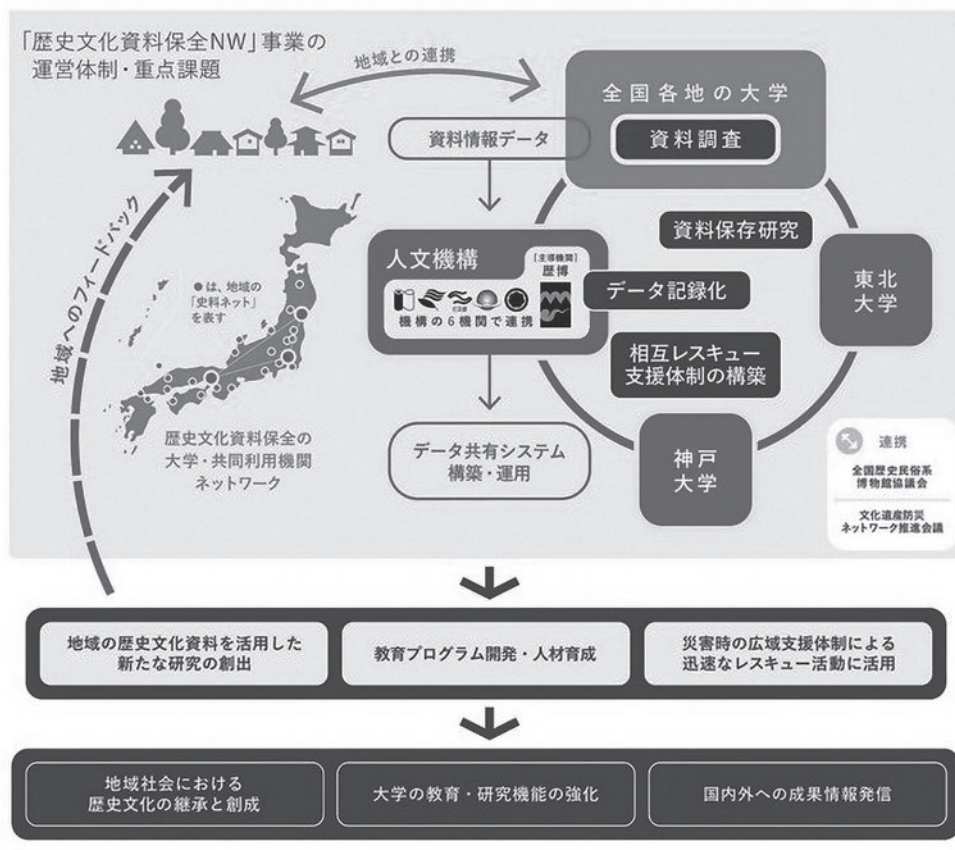 「歴史文化資料保全NW」事業の
運営体制・重点課題
地域との連携
全国各地の大学
資料調査
資料情報データ
資料保存研究
人文機構
[主導機関]
歴博
機構の6機関で連携
データ記録化
東北
大学
相互レスキュー
支援体制の構築
●は、地域の
「史料ネット」
を表す
地域へのフィードバック
歴史文化資料保全の
大学・共同利用機関
ネットワーク
データ共有システム
構築・運用
神戸
大学
連携
全国歴史民俗系
博物館協議会
文化遺産防災
ネットワーク推進会議
地域の歴史文化資料を活用した
新たな研究の創出
教育プログラム開発・人材育成
災害時の広域支援体制による
迅速なレスキュー活動に活用
地域社会における
歴史文化の継承と創成
大学の教育・研究機能の強化
国内外への成果情報発信